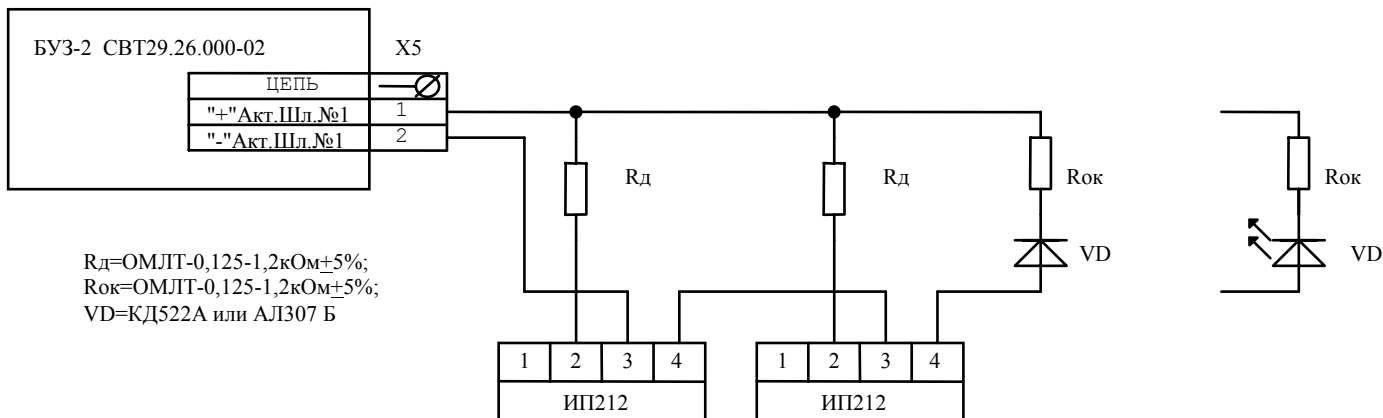 БУЗ-2 СВТ29.26.000-02 Х5
ЦЕПЬ
"+"Акт.Шл.№1 1
"-"Акт.Шл.№1 2
Rд Rд Rок Rок
VD VD
Rд=ОМЛТ-0,125-1,2кОм±5%;
Rок=ОМЛТ-0,125-1,2кОм±5%;
VD=КД522А или АЛ307 Б
1 2 3 4 1 2 3 4
ИП212 ИП212